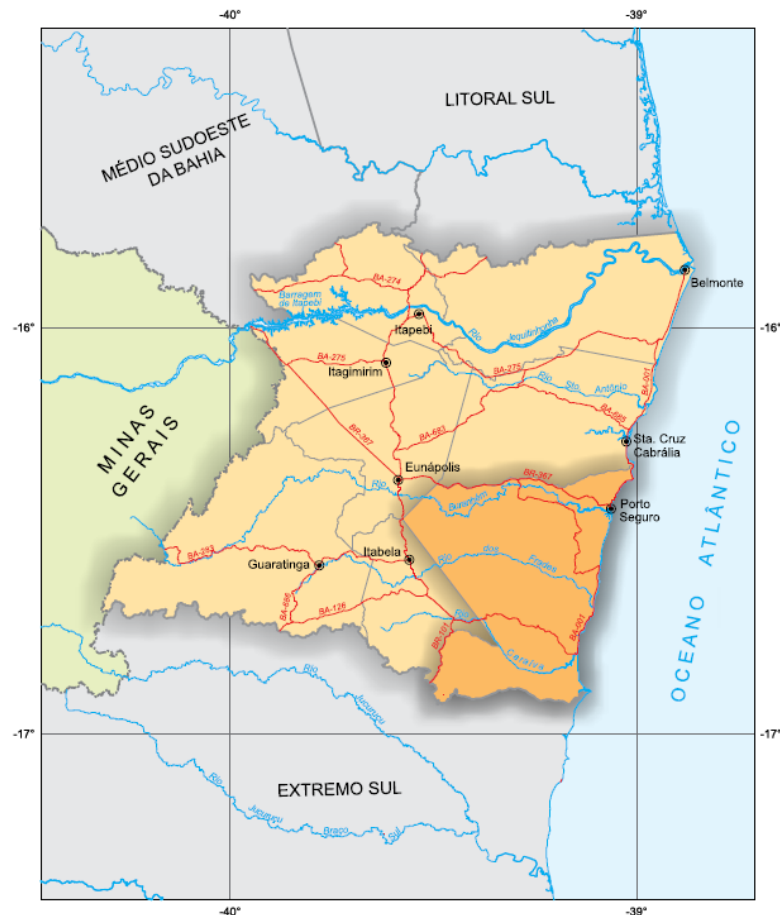 -40°
-39°
LITORAL SUL
MÉDIO SUDOESTE
DA BAHIA
BA-274
Belmonte
Barragem
de Itapebi
Itapebi
Rio
Jequitinhonha
-16°
-16°
BA-275
BA-275
Itagimirim
Rio
Sto.
Antônio
BA-001
BR-367
BA-683
BA-685
Sta. Cruz
Cabrália
MINAS
GERAIS
Eunápolis
BR-367
Rio
Buranhém
Porto
Seguro
OCEANO ATLÂNTICO
BA-283
Guaratinga
Itabela
Rio
dos
Frades
BA-686
BA-126
Rio
BA-001
BR-101
Caraíva
Rio
Jucuruçu
-17°
-17°
EXTREMO SUL
Rio
Jucuruçu
Braço
Sul
-40°
-39°